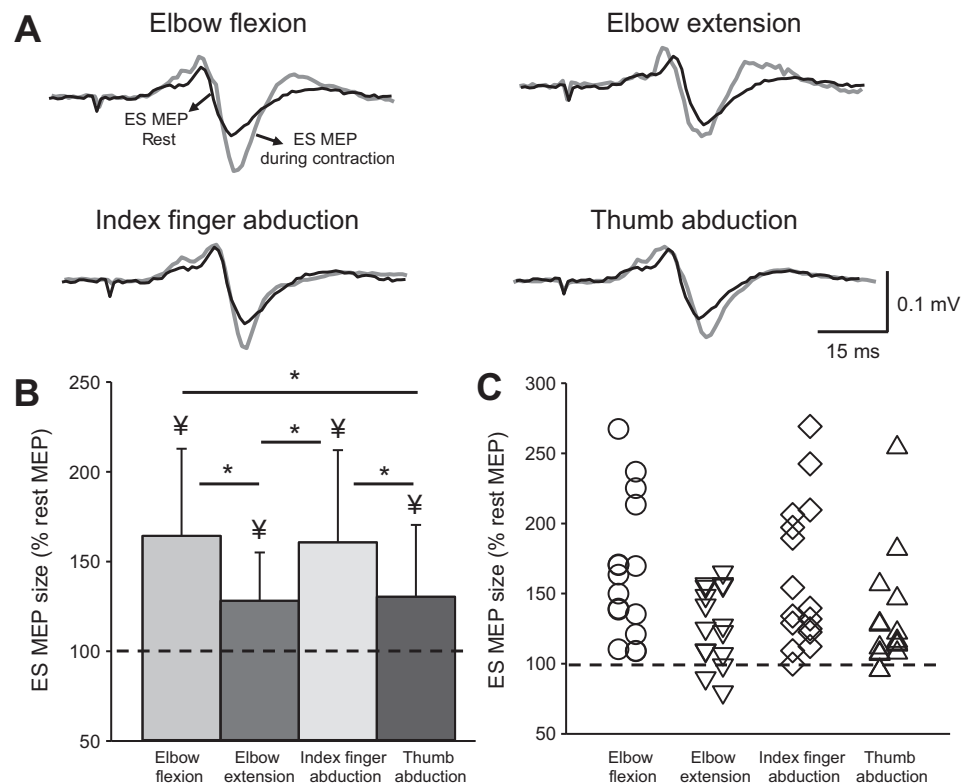 A
Elbow flexion
Elbow extension
ES MEP
Rest
ES MEP
during contraction
Index finger abduction
Thumb abduction
0.1 mV
15 ms
B
ES MEP size (% rest MEP)
250
200
150
100
50
*
¥
*
¥
*
¥
*
¥
Elbow
flexion
Elbow
extension
Index finger
abduction
Thumb
abduction
C
ES MEP size (% rest MEP)
300
250
200
150
100
50
Elbow
flexion
Elbow
extension
Index finger
abduction
Thumb
abduction